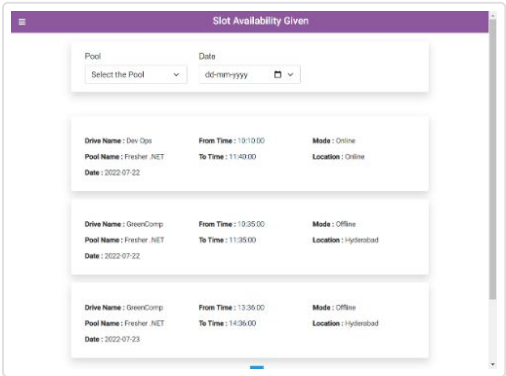 Slot Availability Given
Pool Date
Select the Pool dd-mm-yyyy
Drive Name : Dev Ops From Time : 10:10:00 Mode : Online
Pool Name : Fresher .NET To Time : 11:40:00 Location : Online
Date : 2022-07-22
Drive Name : GreenComp From Time : 10:35:00 Mode : Offline
Pool Name : Fresher .NET To Time : 11:35:00 Location : Hyderabad
Date : 2022-07-22
Drive Name : GreenComp From Time : 13:36:00 Mode : Offline
Pool Name : Fresher .NET To Time : 14:36:00 Location : Hyderabad
Date : 2022-07-23